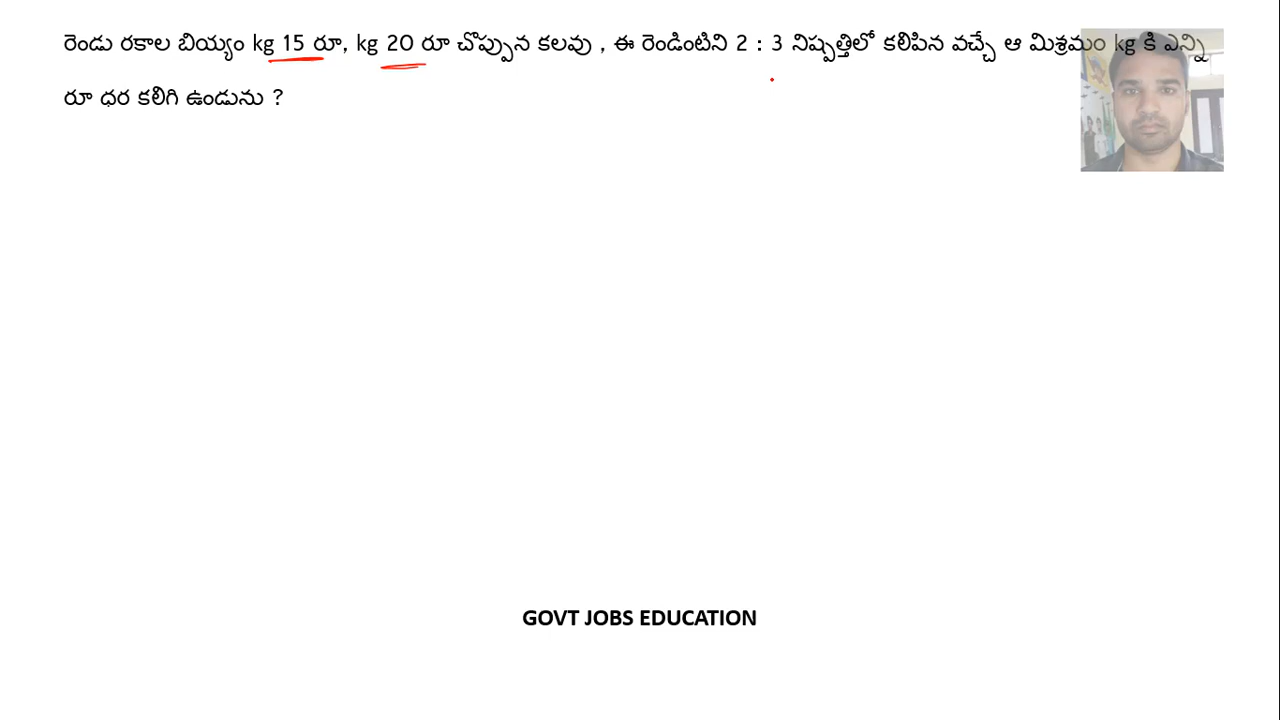 రెండు రకాల బియ్యం kg 15 రూ, kg 20 రూ చొప్పున కలవు , ఈ రెండింటిని 2 : 3 నిష్పత్తిలో కలిపిన వచ్చే ఆ మిశ్రమం kg కి ఎన్ని
రూ ధర కలిగి ఉండును ?
GOVT JOBS EDUCATION